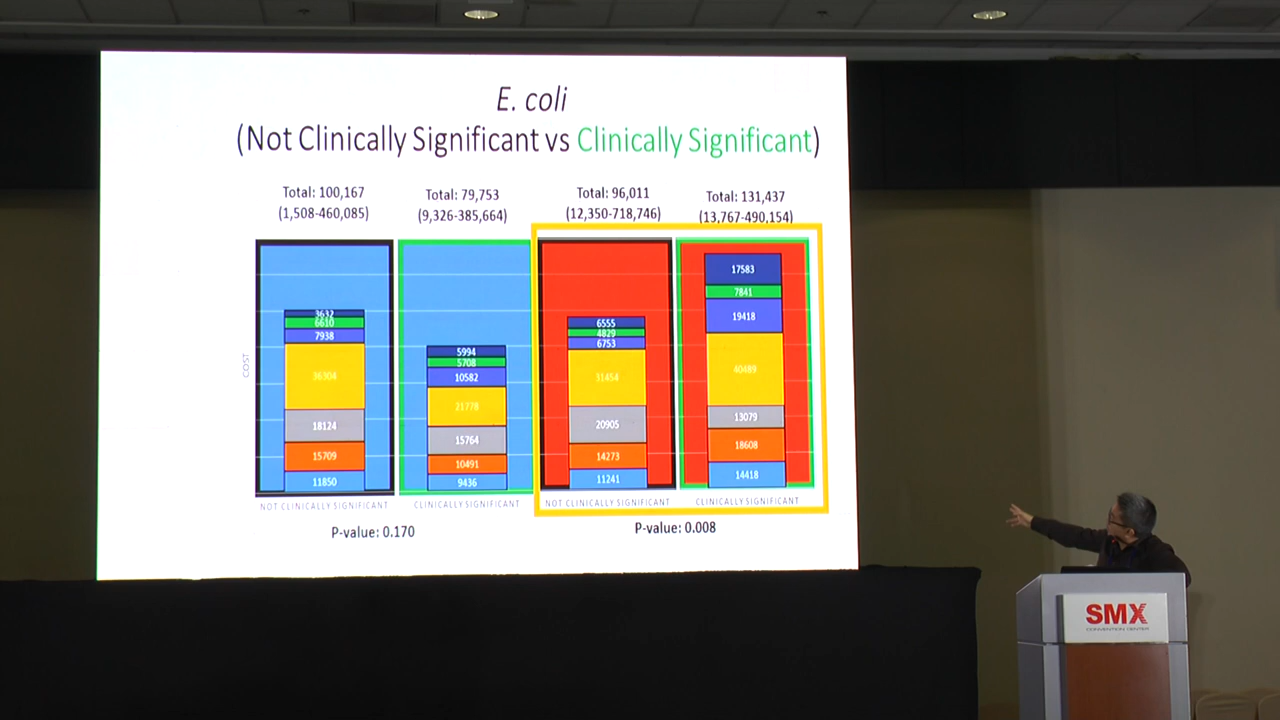 E. coli
(Not Clinically Significant vs Clinically Significant)
Total: 100,167
(1,508-460,085)
Total: 79,753
(9,326-385,664)
Total: 96,011
(12,350-718,746)
Total: 131,437
(13,767-490,154)
COST
3632
6610
7938
36304
18124
15709
11850
5994
5708
10582
21778
15764
10491
9436
6555
4829
6753
31454
20905
14273
11241
17583
7841
19418
40489
13079
18608
14418
NOT CLINICALLY SIGNIFICANT
CLINICALLY SIGNIFICANT
NOT CLINICALLY SIGNIFICANT
CLINICALLY SIGNIFICANT
P-value: 0.170
P-value: 0.008
SMX
CONVENTION CENTER